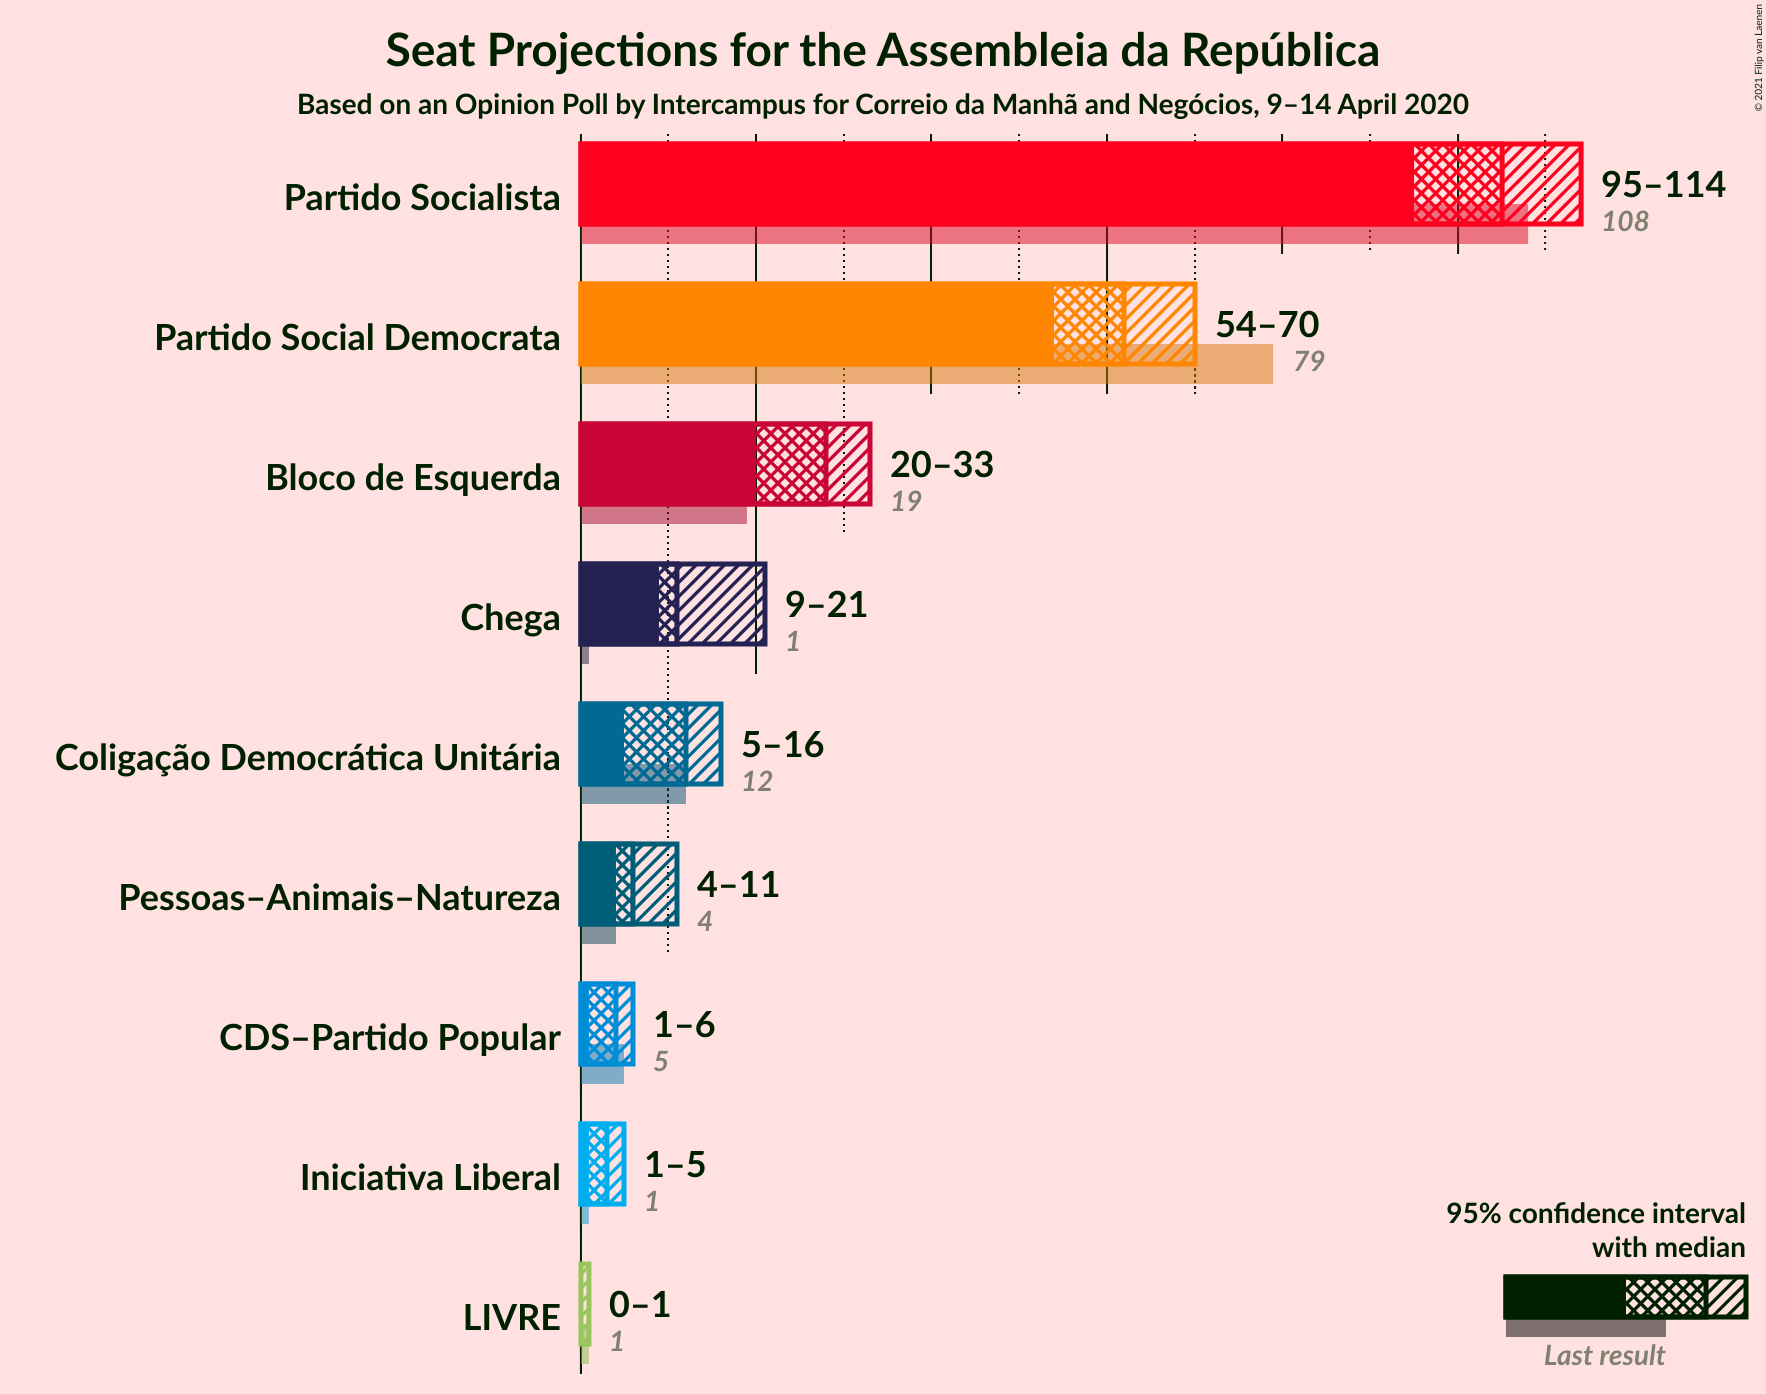 Seat Projections for the Assembleia da República
Based on an Opinion Poll by Intercampus for Correio da Manhã and Negócios, 9–14 April 2020
© 2021 Filip van Laenen
Partido Socialista
95–114
108
Partido Social Democrata
54–70
79
Bloco de Esquerda
20–33
19
Chega
9–21
1
Coligação Democrática Unitária
5–16
12
Pessoas–Animais–Natureza
4–11
4
CDS–Partido Popular
1–6
5
Iniciativa Liberal
1–5
1
LIVRE
0–1
1
95% confidence interval
with median
Last result